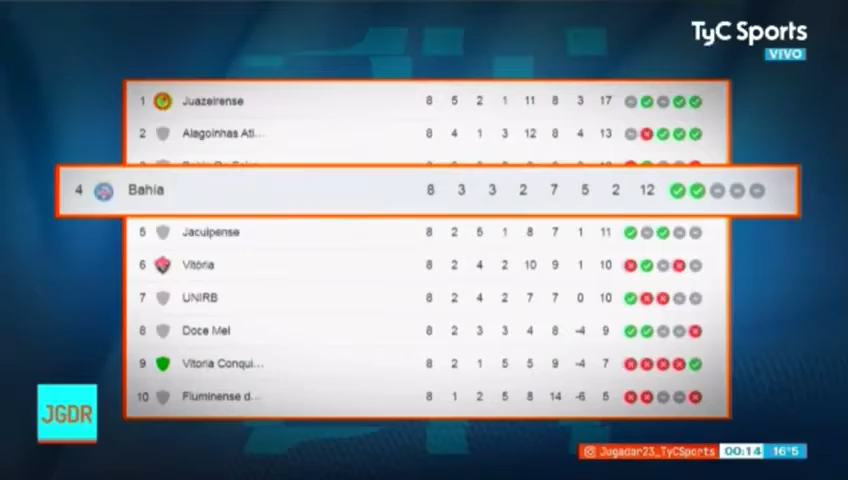 TyC Sports
VIVO
1 Juazeirense 8 5 2 1 11 8 3 17
2 Alagoinhas Atl... 8 4 1 3 12 8 4 13
4 Bahia 8 3 3 2 7 5 2 12
5 Jacuipense 8 2 5 1 8 7 1 11
6 Vitória 8 2 4 2 10 9 1 10
7 UNIRB 8 2 4 2 7 7 0 10
8 Doce Mel 8 2 3 3 4 8 -4 9
9 Vitoria Conqui... 8 2 1 5 5 9 -4 7
10 Fluminense d... 8 1 2 5 8 14 -6 5
JGDR
Jugadar23_TyCSports 00:14 16°5